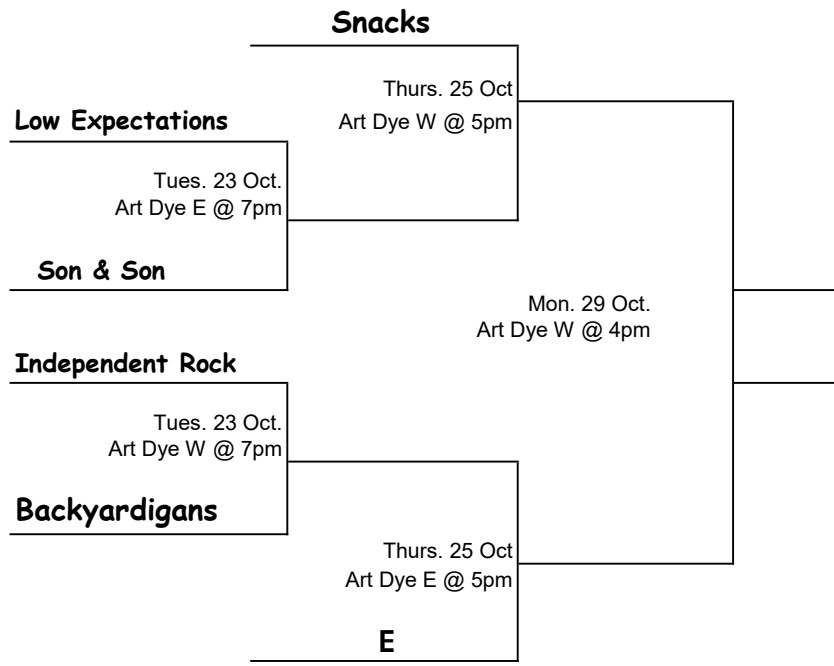 Snacks
Thurs. 25 Oct
Art Dye W @ 5pm
Low Expectations
Tues. 23 Oct.
Art Dye E @ 7pm
Son & Son
Mon. 29 Oct.
Art Dye W @ 4pm
Independent Rock
Tues. 23 Oct.
Art Dye W @ 7pm
Backyardigans
Thurs. 25 Oct
Art Dye E @ 5pm
E